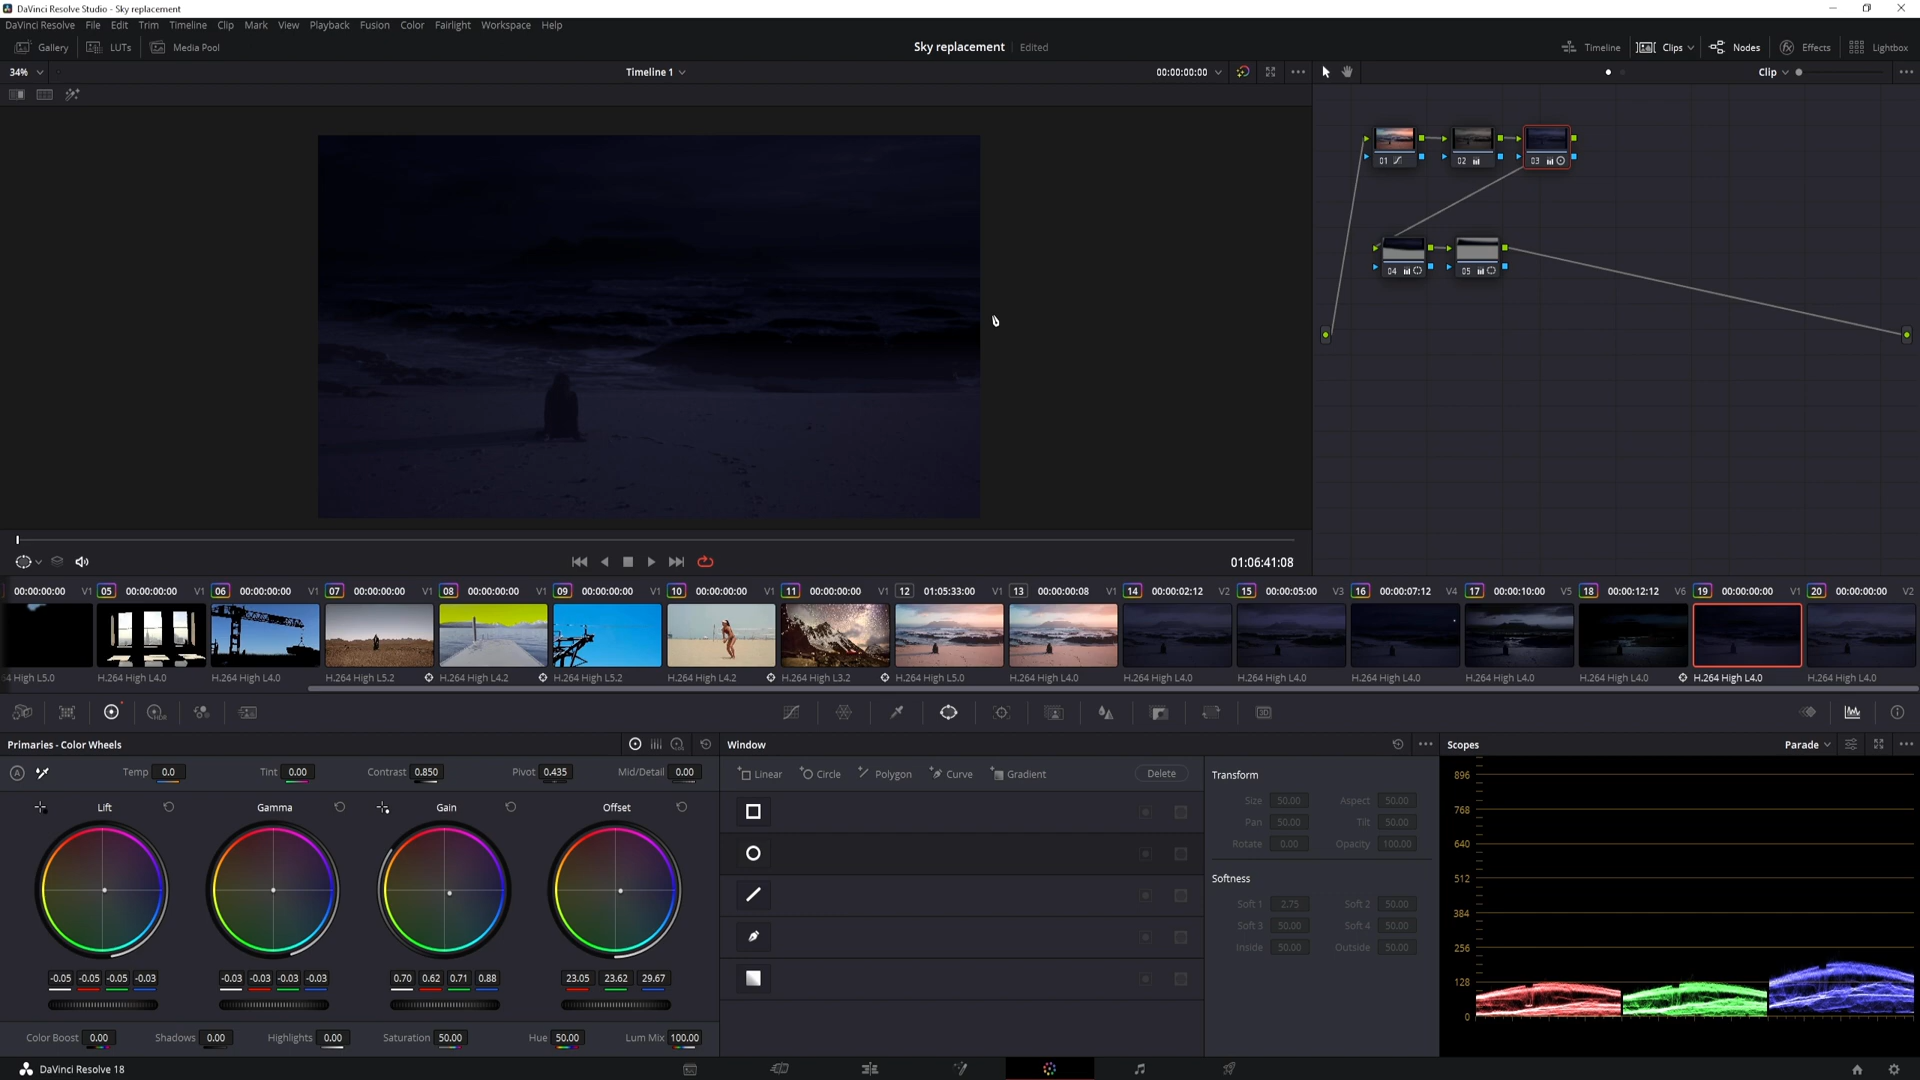 DaVinci Resolve Studio - Sky replacement
DaVinci Resolve File Edit Trim Timeline Clip Mark View Playback Fusion Color Fairlight Workspace Help
Gallery LUTs Media Pool Sky replacement Edited Timeline Clips Nodes Effects Lightbox
34% Timeline 1 00:00:00:00 Clip
01 02 03
04 05
01:06:41:08
00:00:00:00 V1 05 00:00:00:00 V1 06 00:00:00:00 V1 07 00:00:00:00 V1 08 00:00:00:00 V1 09 00:00:00:00 V1 10 00:00:00:00 V1 11 00:00:00:00 V1 12 01:05:33:00 V1 13 00:00:00:08 V1 14 00:00:02:12 V2 15 00:00:05:00 V3 16 00:00:07:12 V4 17 00:00:10:00 V5 18 00:00:12:12 V6 19 00:00:00:00 V1 20 00:00:00:00 V2
64 High L5.0 H.264 High L4.0 H.264 High L4.0 H.264 High L5.2 H.264 High L4.2 H.264 High L5.2 H.264 High L4.2 H.264 High L3.2 H.264 High L5.0 H.264 High L4.0 H.264 High L4.0 H.264 High L4.0 H.264 High L4.0 H.264 High L4.0 H.264 High L4.0 H.264 High L4.0 H.264 High L4.0
HDR 3D
Primaries - Color Wheels Window Scopes Parade
A Temp 0.0 Tint 0.00 Contrast 0.850 Pivot 0.435 Mid/Detail 0.00
Linear Circle Polygon Curve Gradient Delete
Lift Gamma Gain Offset
-0.05 -0.05 -0.05 -0.03 -0.03 -0.03 -0.03 -0.03 0.70 0.62 0.71 0.88 23.05 23.62 29.67
Color Boost 0.00 Shadows 0.00 Highlights 0.00 Saturation 50.00 Hue 50.00 Lum Mix 100.00
Transform
Size 50.00 Aspect 50.00
Pan 50.00 Tilt 50.00
Rotate 0.00 Opacity 100.00
Softness
Soft 1 2.75 Soft 2 50.00
Soft 3 50.00 Soft 4 50.00
Inside 50.00 Outside 50.00
896
768
640
512
384
256
128
0
DaVinci Resolve 18